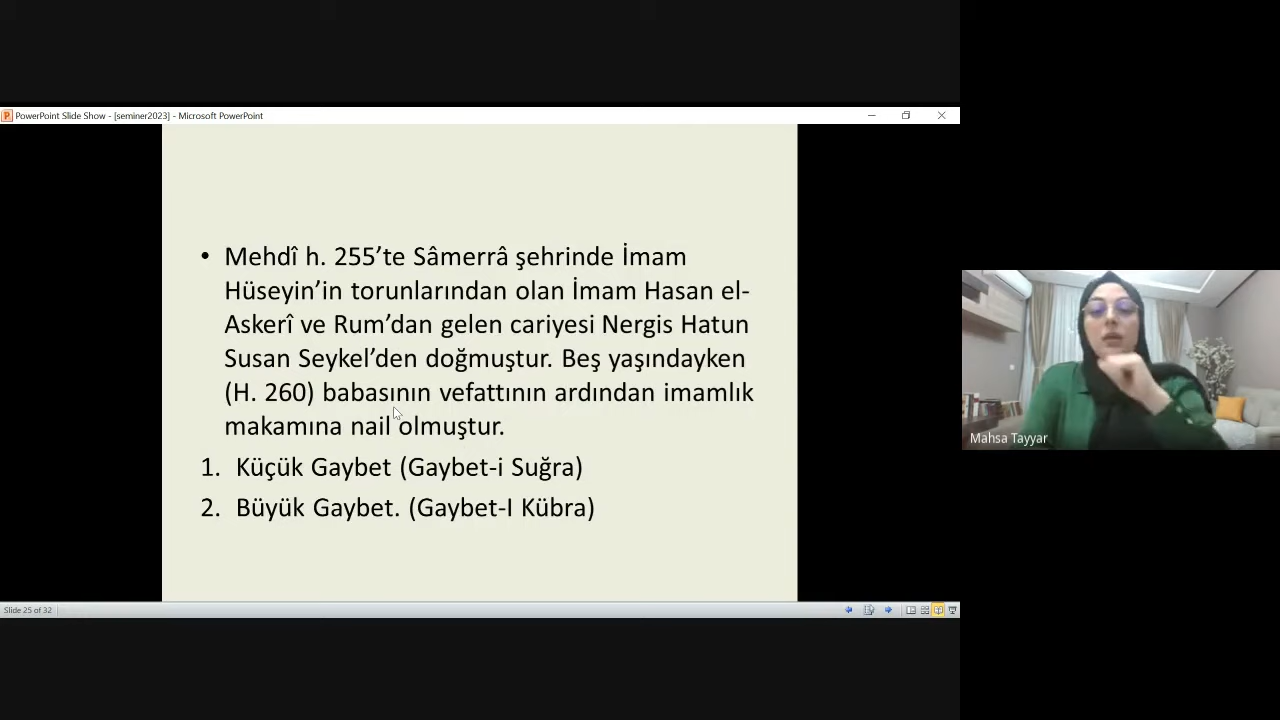 PowerPoint Slide Show - [seminer2023] - Microsoft PowerPoint
• Mehdî h. 255’te Sâmerrâ şehrinde İmam
Hüseyin’in torunlarından olan İmam Hasan el-
Askerî ve Rum’dan gelen cariyesi Nergis Hatun
Susan Seykel’den doğmuştur. Beş yaşındayken
(H. 260) babasının vefattının ardından imamlık
makamına nail olmuştur.
1. Küçük Gaybet (Gaybet-i Suğra)
2. Büyük Gaybet. (Gaybet-I Kübra)
Slide 25 of 32
Mahsa Tayyar